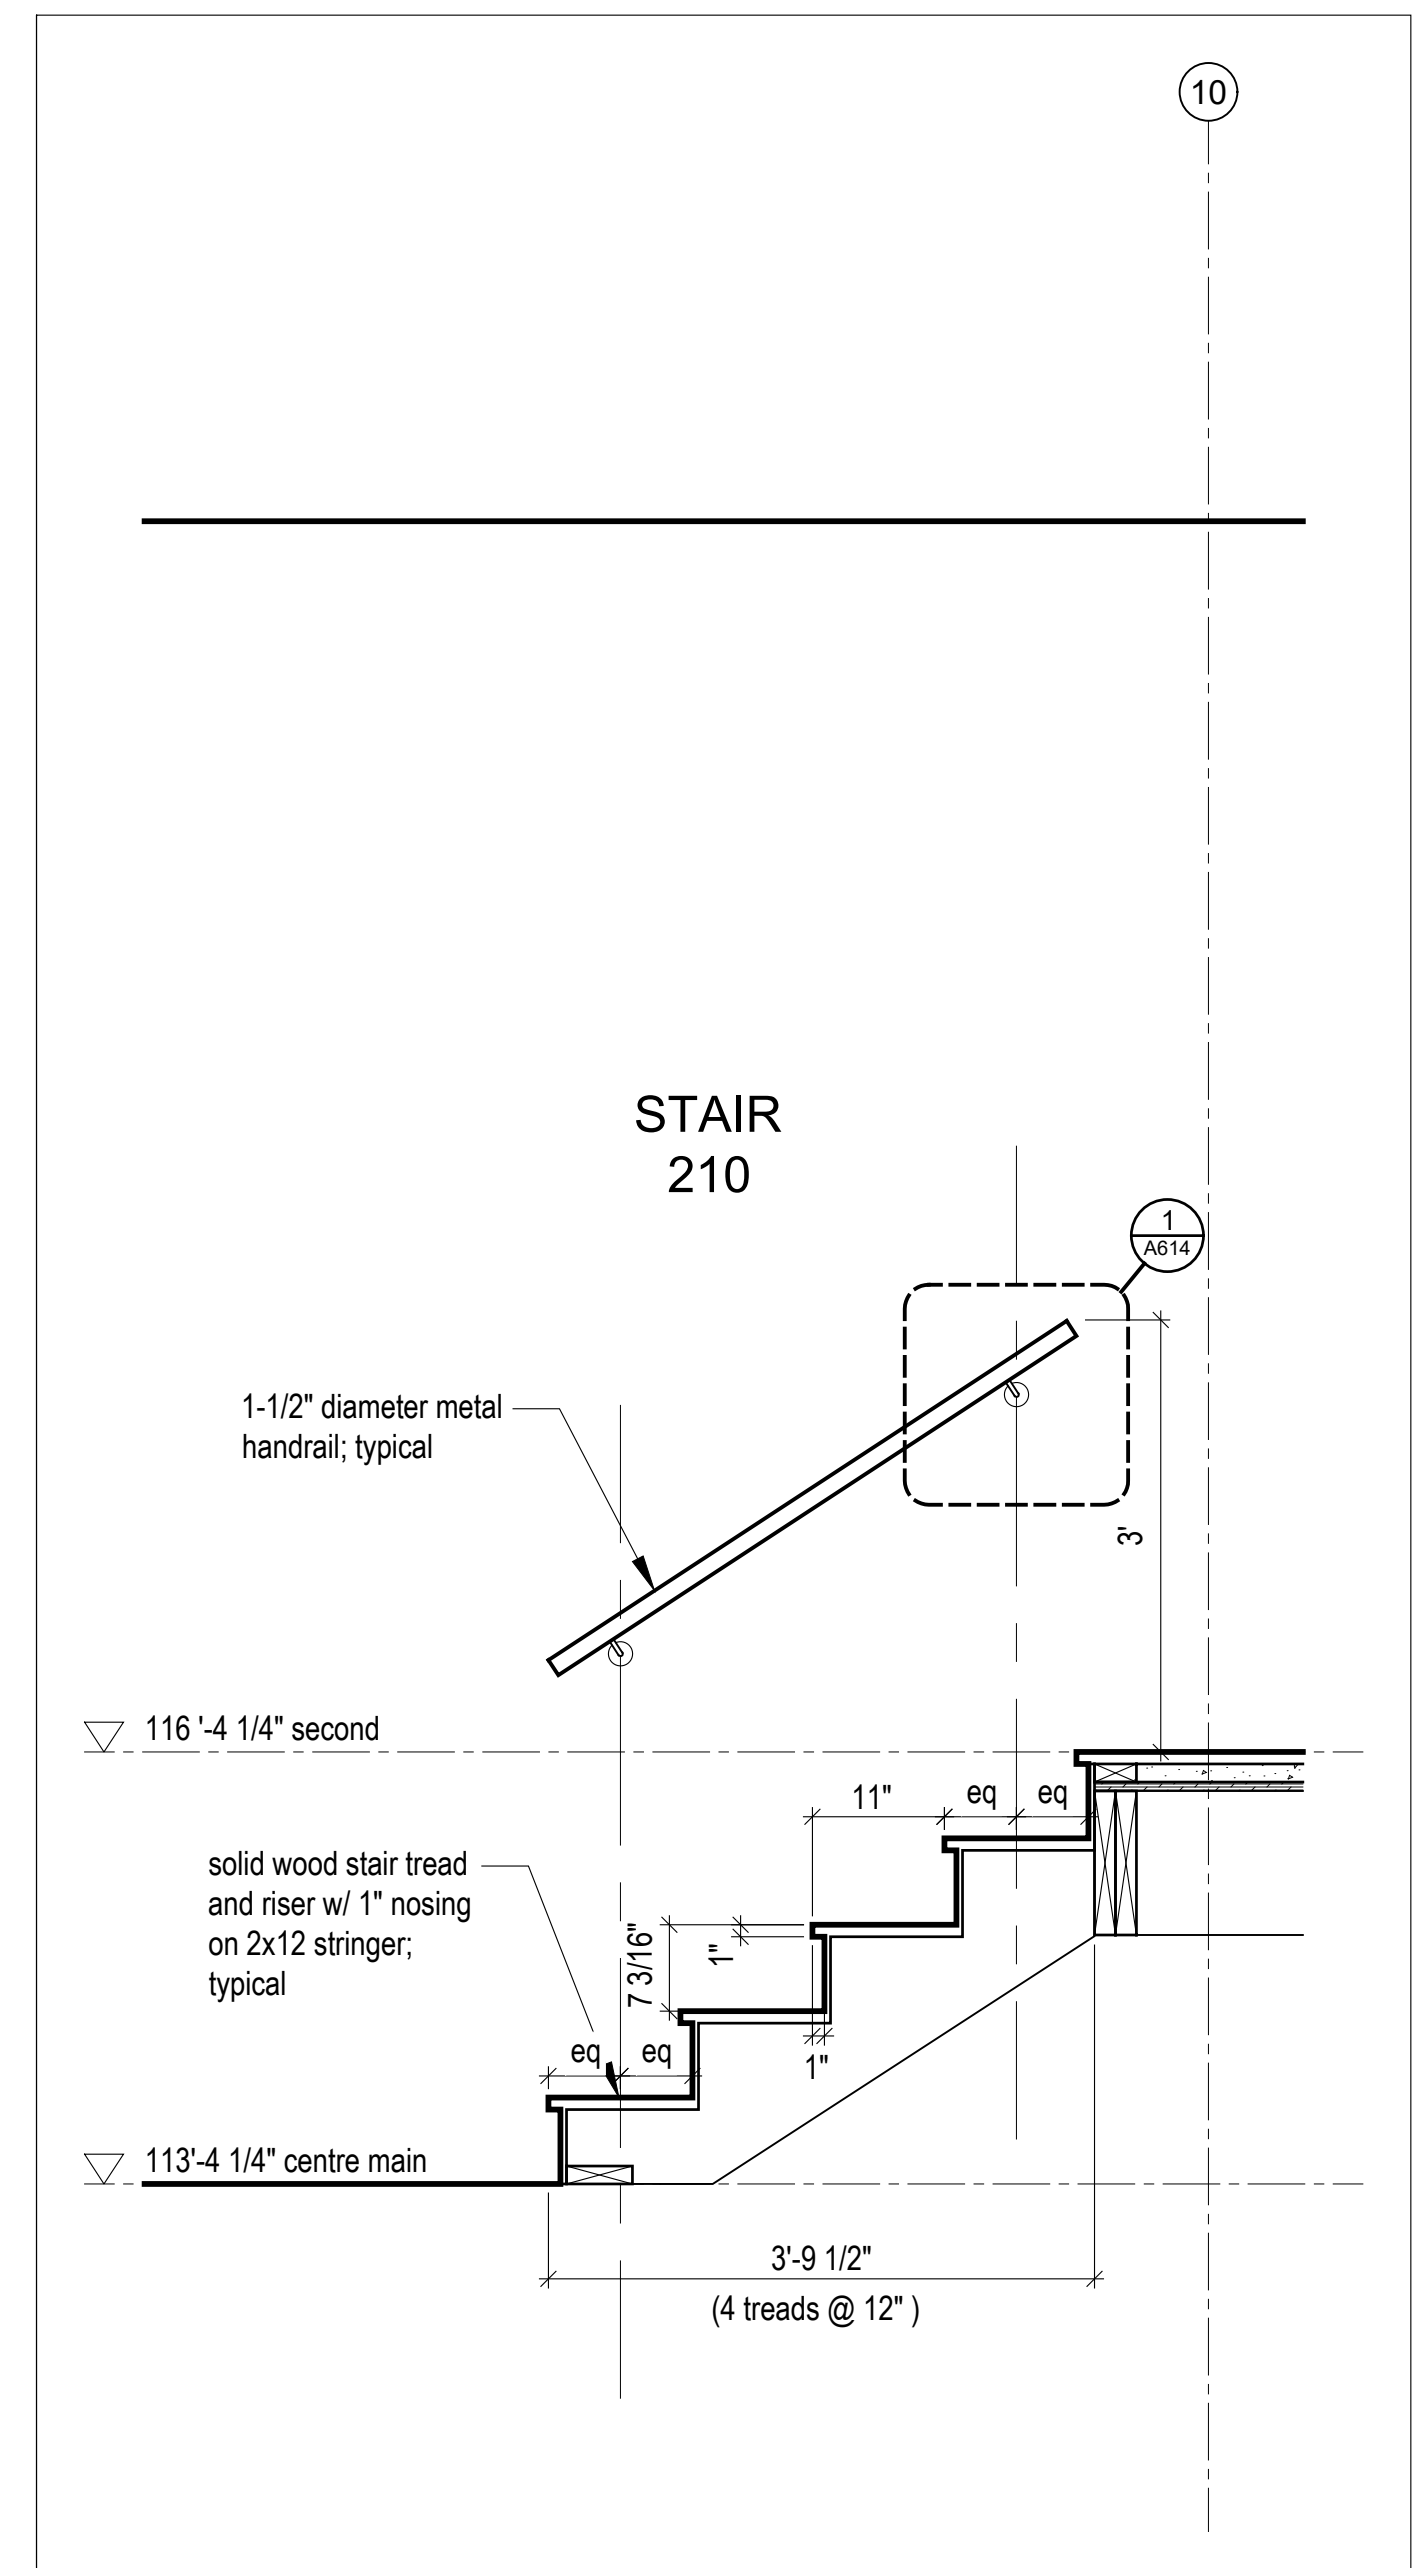 10
STAIR
210
1
A614
1-1/2" diameter metal
handrail; typical
3'
116 '-4 1/4" second
11"
eq
eq
solid wood stair tread
and riser w/ 1" nosing
on 2x12 stringer;
typical
7 3/16"
1"
eq
eq
1"
113'-4 1/4" centre main
3'-9 1/2"
(4 treads @ 12" )